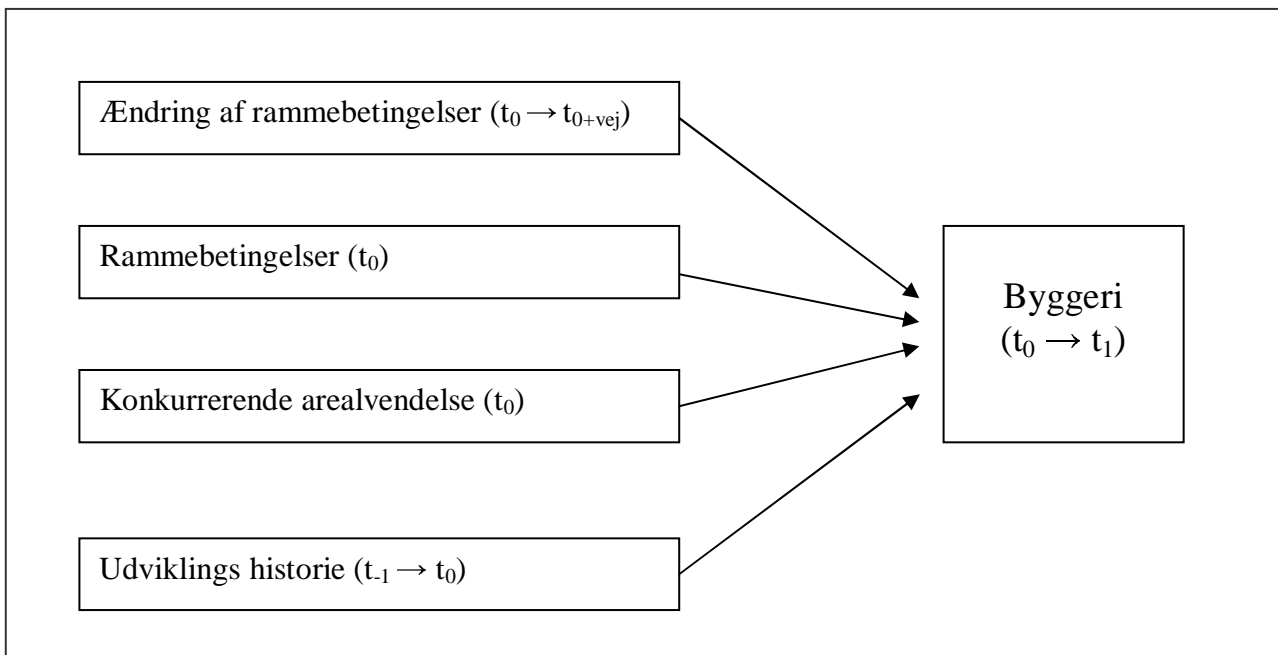 Ændring af rammebetingelser (t₀ → t₀₊vej)
Rammebetingelser (t₀)
Konkurrerende arealvendelse (t₀)
Udviklings historie (t₋₁ → t₀)
Byggeri
(t₀ → t₁)